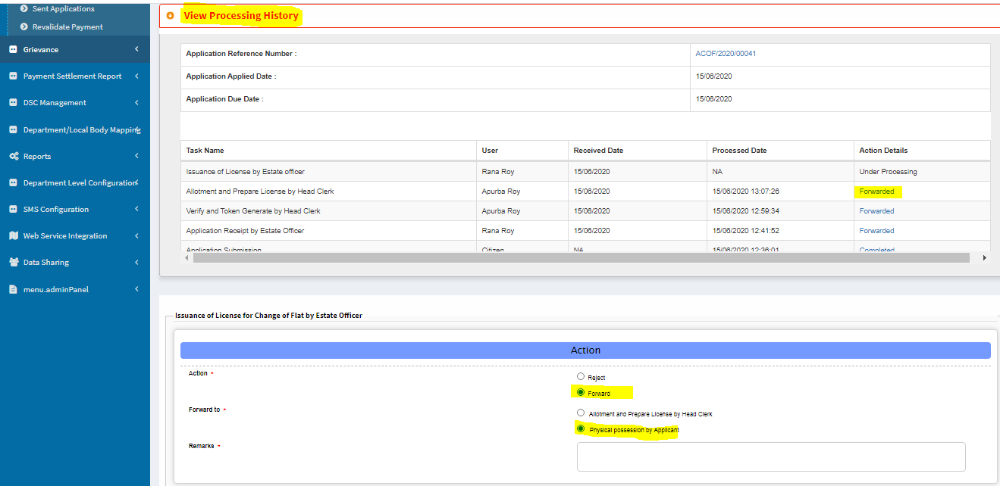 Sent Applications
Revalidate Payment
Grievance
Payment Settlement Report
DSC Management
Department/Local Body Mapping
Reports
Department Level Configuration
SMS Configuration
Web Service Integration
Data Sharing
menu.adminPanel
View Processing History
Application Reference Number : ACOF/2020/00041
Application Applied Date : 15/06/2020
Application Due Date : 15/06/2020
Task Name User Received Date Processed Date Action Details
Issuance of License by Estate officer Rana Roy 15/06/2020 NA Under Processing
Allotment and Prepare License by Head Clerk Apurba Roy 15/06/2020 15/06/2020 13:07:26 Forwarded
Verify and Token Generate by Head Clerk Apurba Roy 15/06/2020 15/06/2020 12:59:34 Forwarded
Application Receipt by Estate Officer Rana Roy 15/06/2020 15/06/2020 12:41:52 Forwarded
Application Submission Citizen NA 15/06/2020 12:36:01 Completed
Issuance of License for Change of Flat by Estate Officer
Action
Action *
Reject
Forward
Forward to *
Allotment and Prepare License by Head Clerk
Physical possession by Applicant
Remarks *